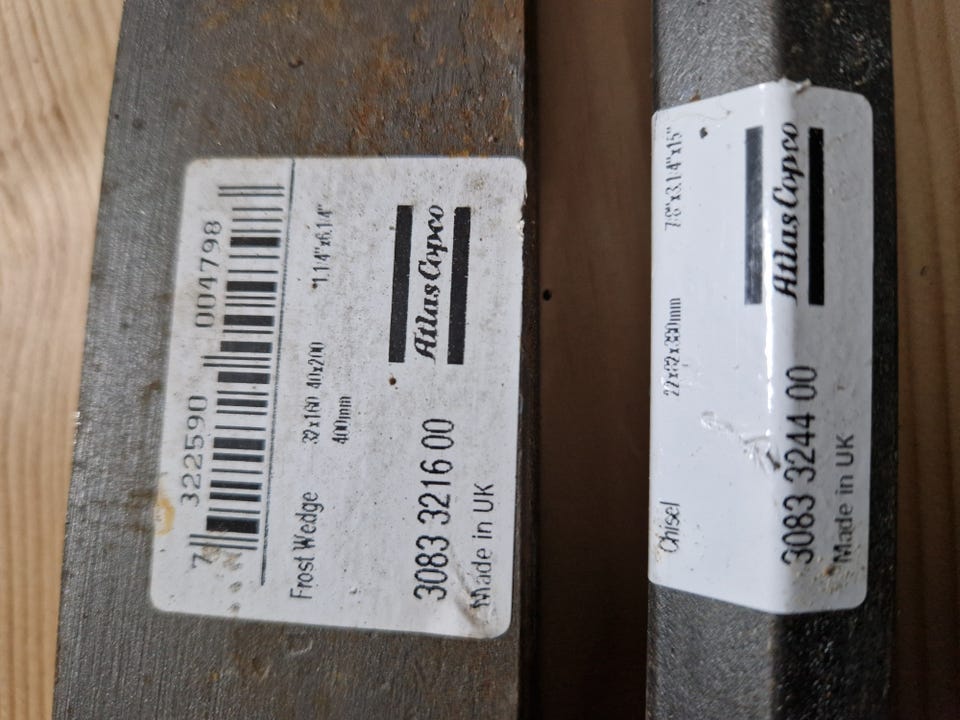 7 322590 004798
Frost Wedge 32x160 40x200 1.1/4"x6.1/4"
400mm
Atlas Copco
3083 3216 00
Made in UK
Chisel 22x82x380mm 7/8"x3.1/4"x15"
Atlas Copco
3083 3244 00
Made in UK